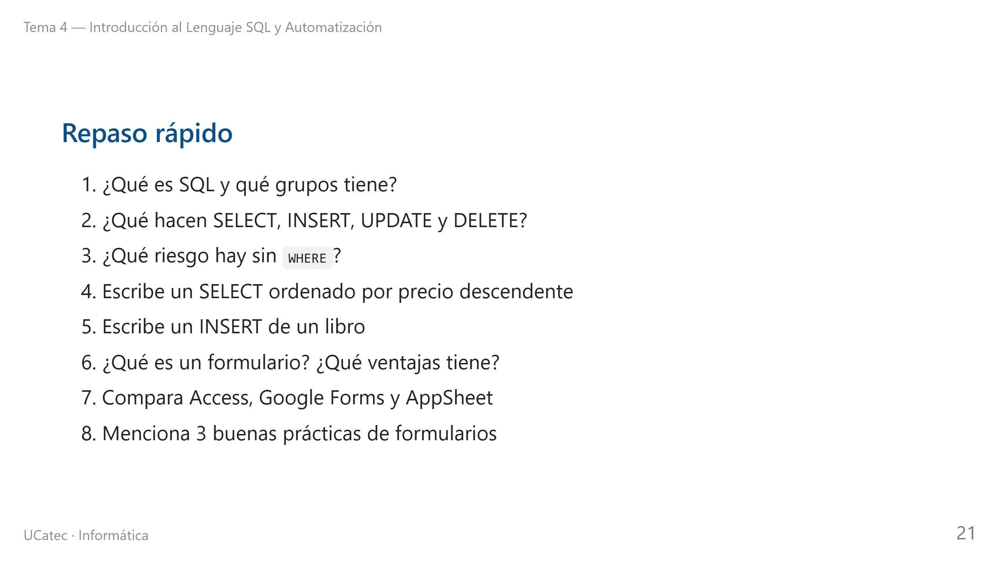 Tema 4 — Introducción al Lenguaje SQL y Automatización
Repaso rápido
1. ¿Qué es SQL y qué grupos tiene?
2. ¿Qué hacen SELECT, INSERT, UPDATE y DELETE?
3. ¿Qué riesgo hay sin WHERE?
4. Escribe un SELECT ordenado por precio descendente
5. Escribe un INSERT de un libro
6. ¿Qué es un formulario? ¿Qué ventajas tiene?
7. Compara Access, Google Forms y AppSheet
8. Menciona 3 buenas prácticas de formularios
UCatec · Informática
21